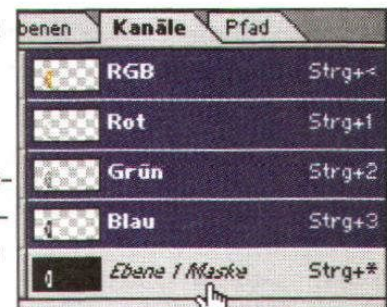 benen Kanäle Pfad
RGB Strg+<
Rot Strg+1
Grün Strg+2
Blau Strg+3
Ebene 1 Maske Strg+*